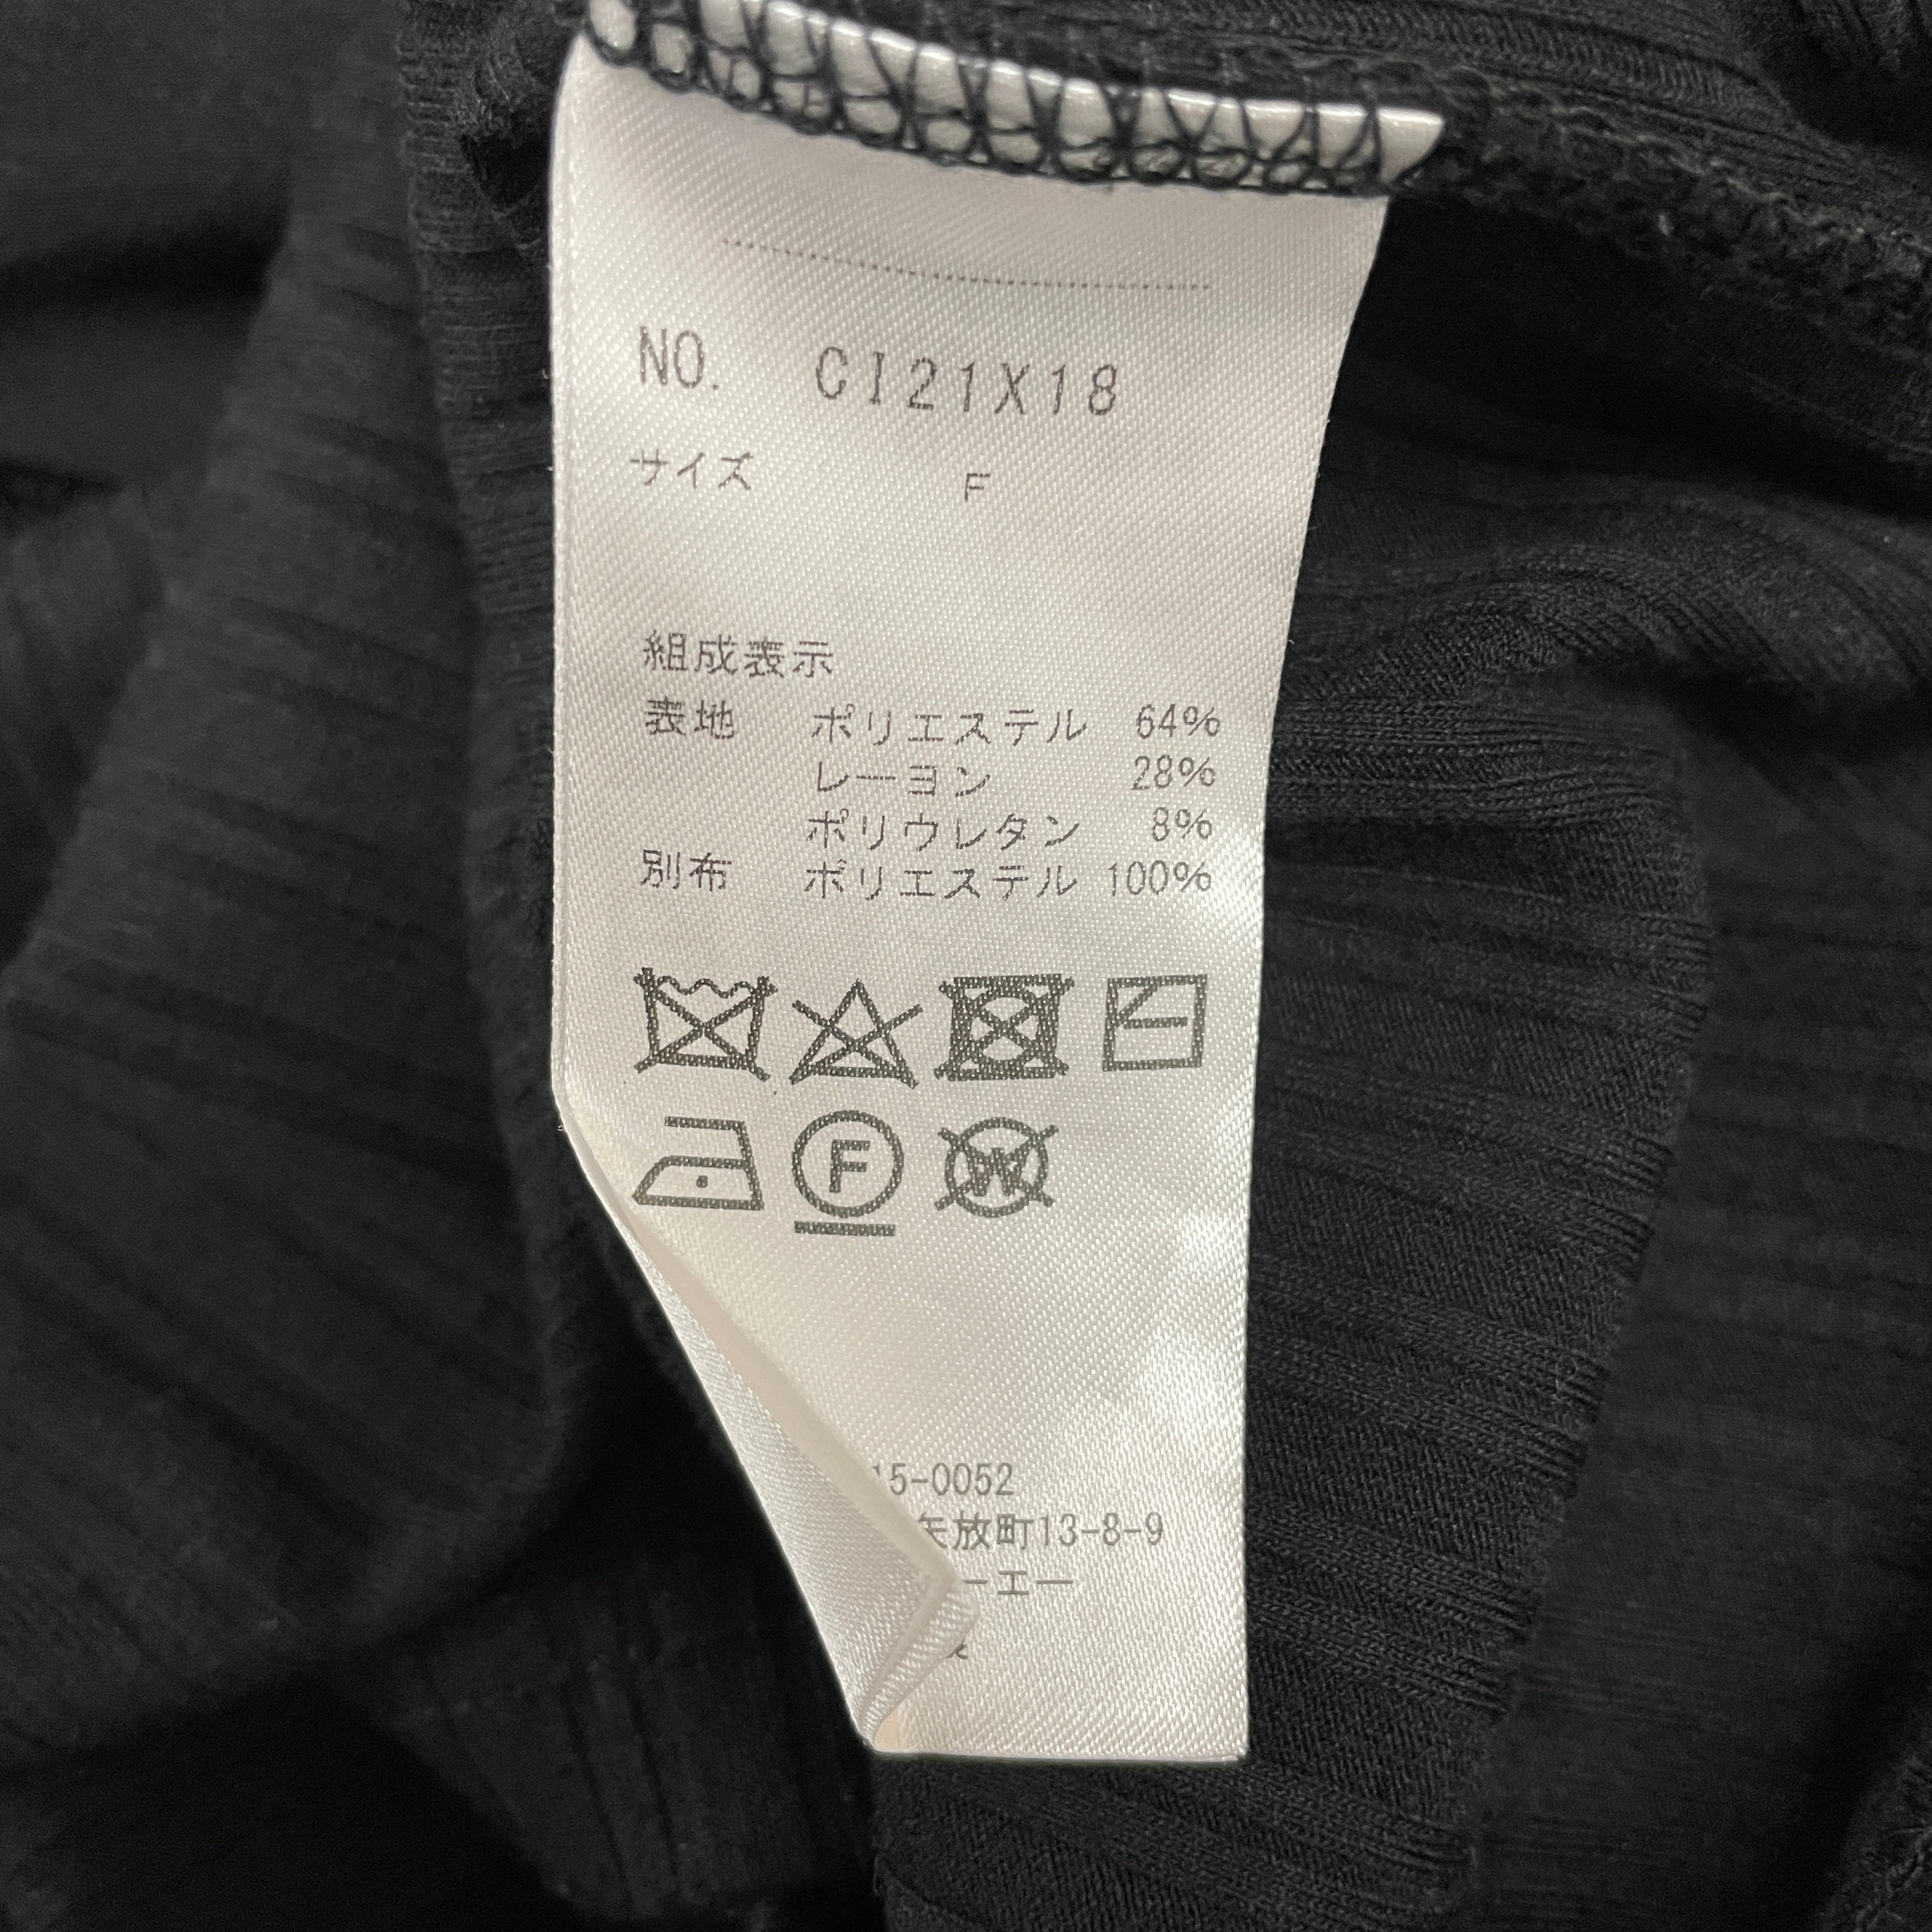 NO. CI21X18
サイズ F
組成表示
表地 ポリエステル 64%
レーヨン 28%
ポリウレタン 8%
別布 ポリエステル 100%
F
W
15-0052
矢放町13-8-9
ーエー